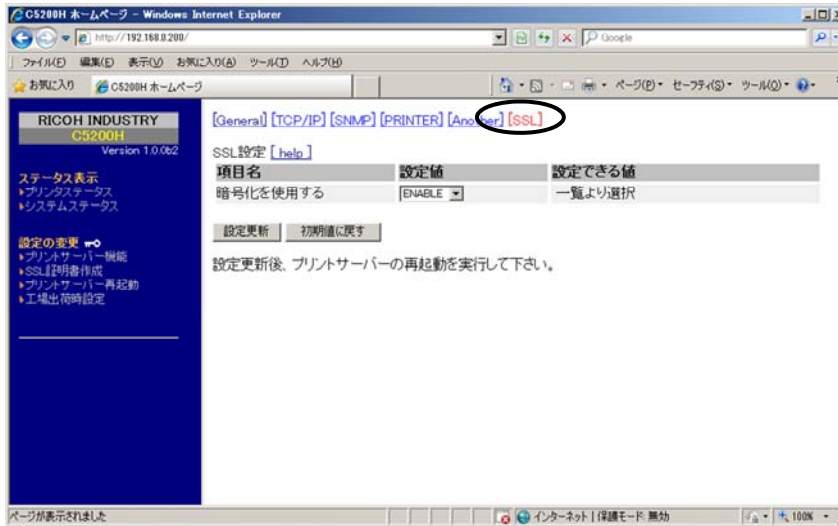 C5200H ホームページ - Windows Internet Explorer
http://192.168.0.200/
Google
ファイル(F) 編集(E) 表示(V) お気に入り(A) ツール(T) ヘルプ(H)
お気に入り C5200H ホームページ ページ(P) セーフティ(S) ツール(O)
RICOH INDUSTRY
C5200H
Version 1.0.0b2
ステータス表示
プリンタステータス
システムステータス
設定の変更
プリントサーバー機能
SSL証明書作成
プリントサーバー再起動
工場出荷時設定
[General] [TCP/IP] [SNMP] [PRINTER] [Another] [SSL]
SSL設定 [ help ]
項目名 設定値 設定できる値
暗号化を使用する ENABLE 一覧より選択
設定更新 初期値に戻す
設定更新後、プリントサーバーの再起動を実行して下さい。
ページが表示されました インターネット | 保護モード: 無効 100%